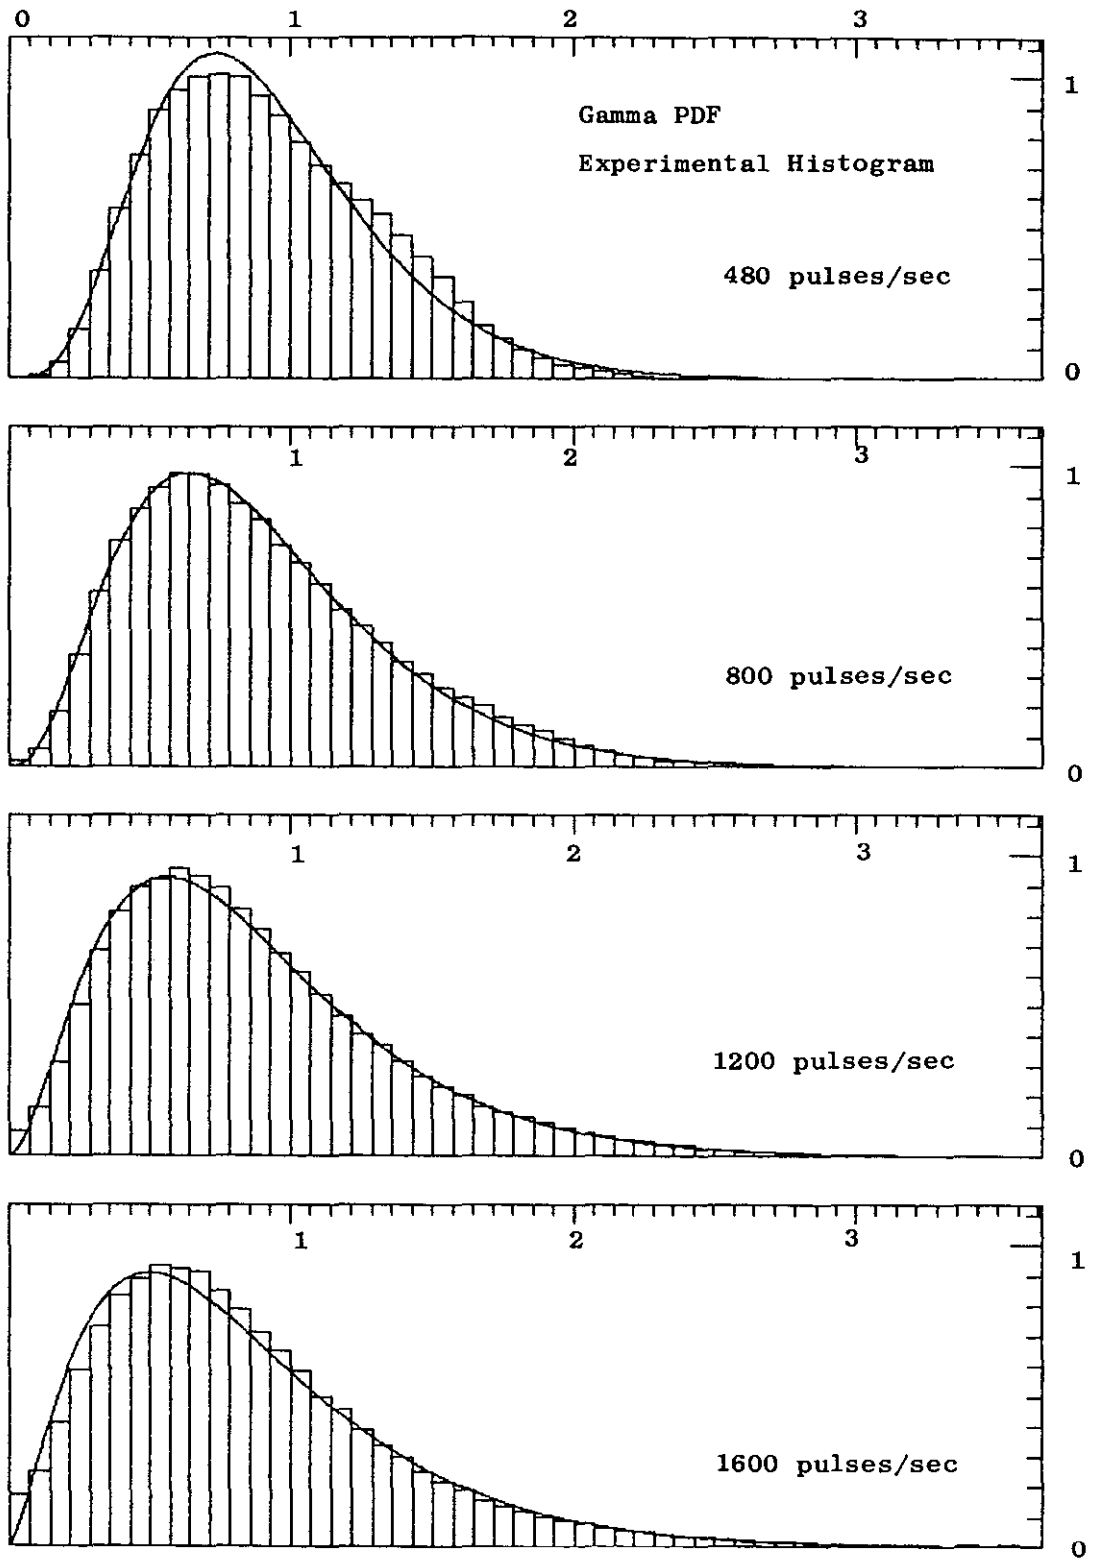 0 1 2 3
1
Gamma PDF
Experimental Histogram
480 pulses/sec
0
1 2 3
1
800 pulses/sec
0
1 2 3
1
1200 pulses/sec
0
1 2 3
1
1600 pulses/sec
0